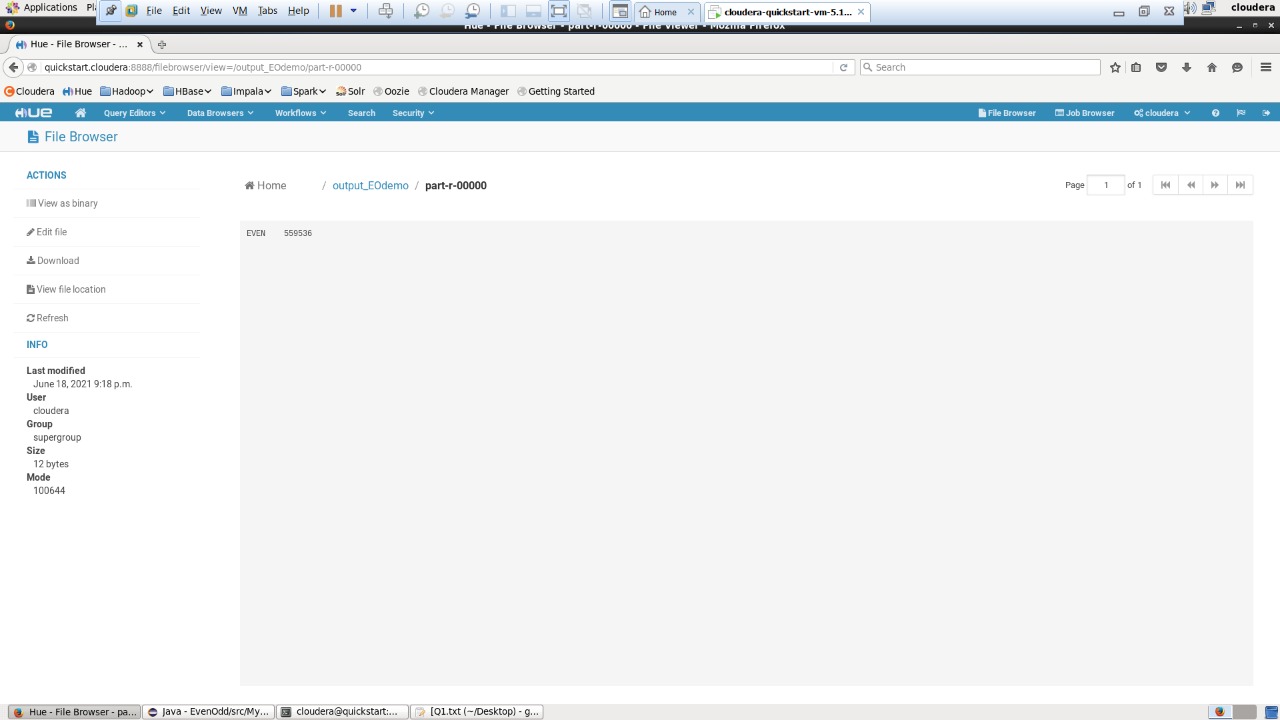 Applications Pl File Edit View VM Tabs Help Home cloudera-quickstart-vm-5.1... cloudera
Hue - File Browser - part-r-00000 - File Viewer - Mozilla Firefox
Hue - File Browser - ...
quickstart.cloudera:8888/filebrowser/view=/output_EOdemo/part-r-00000 Search
Cloudera Hue Hadoop HBase Impala Spark Solr Oozie Cloudera Manager Getting Started
HUE Query Editors Data Browsers Workflows Search Security File Browser Job Browser cloudera
File Browser
ACTIONS
Home / output_EOdemo / part-r-00000 Page 1 of 1
View as binary
EVEN 559536
Edit file
Download
View file location
Refresh
INFO
Last modified
June 18, 2021 9:18 p.m.
User
cloudera
Group
supergroup
Size
12 bytes
Mode
100644
Hue - File Browser - pa... Java - EvenOdd/src/My... cloudera@quickstart:... [Q1.txt (~/Desktop) - g...